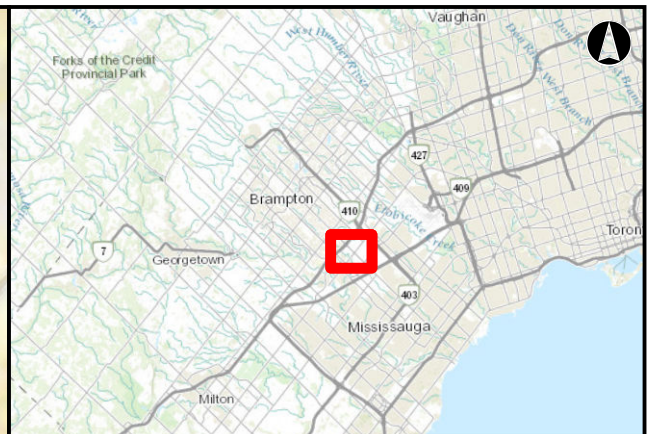 Vaughan
West Humber River
Don River West Branch
Forks of the Credit
Provincial Park
427
409
Brampton
410
Etobicoke Creek
Toron
7
Georgetown
403
Mississauga
Milton